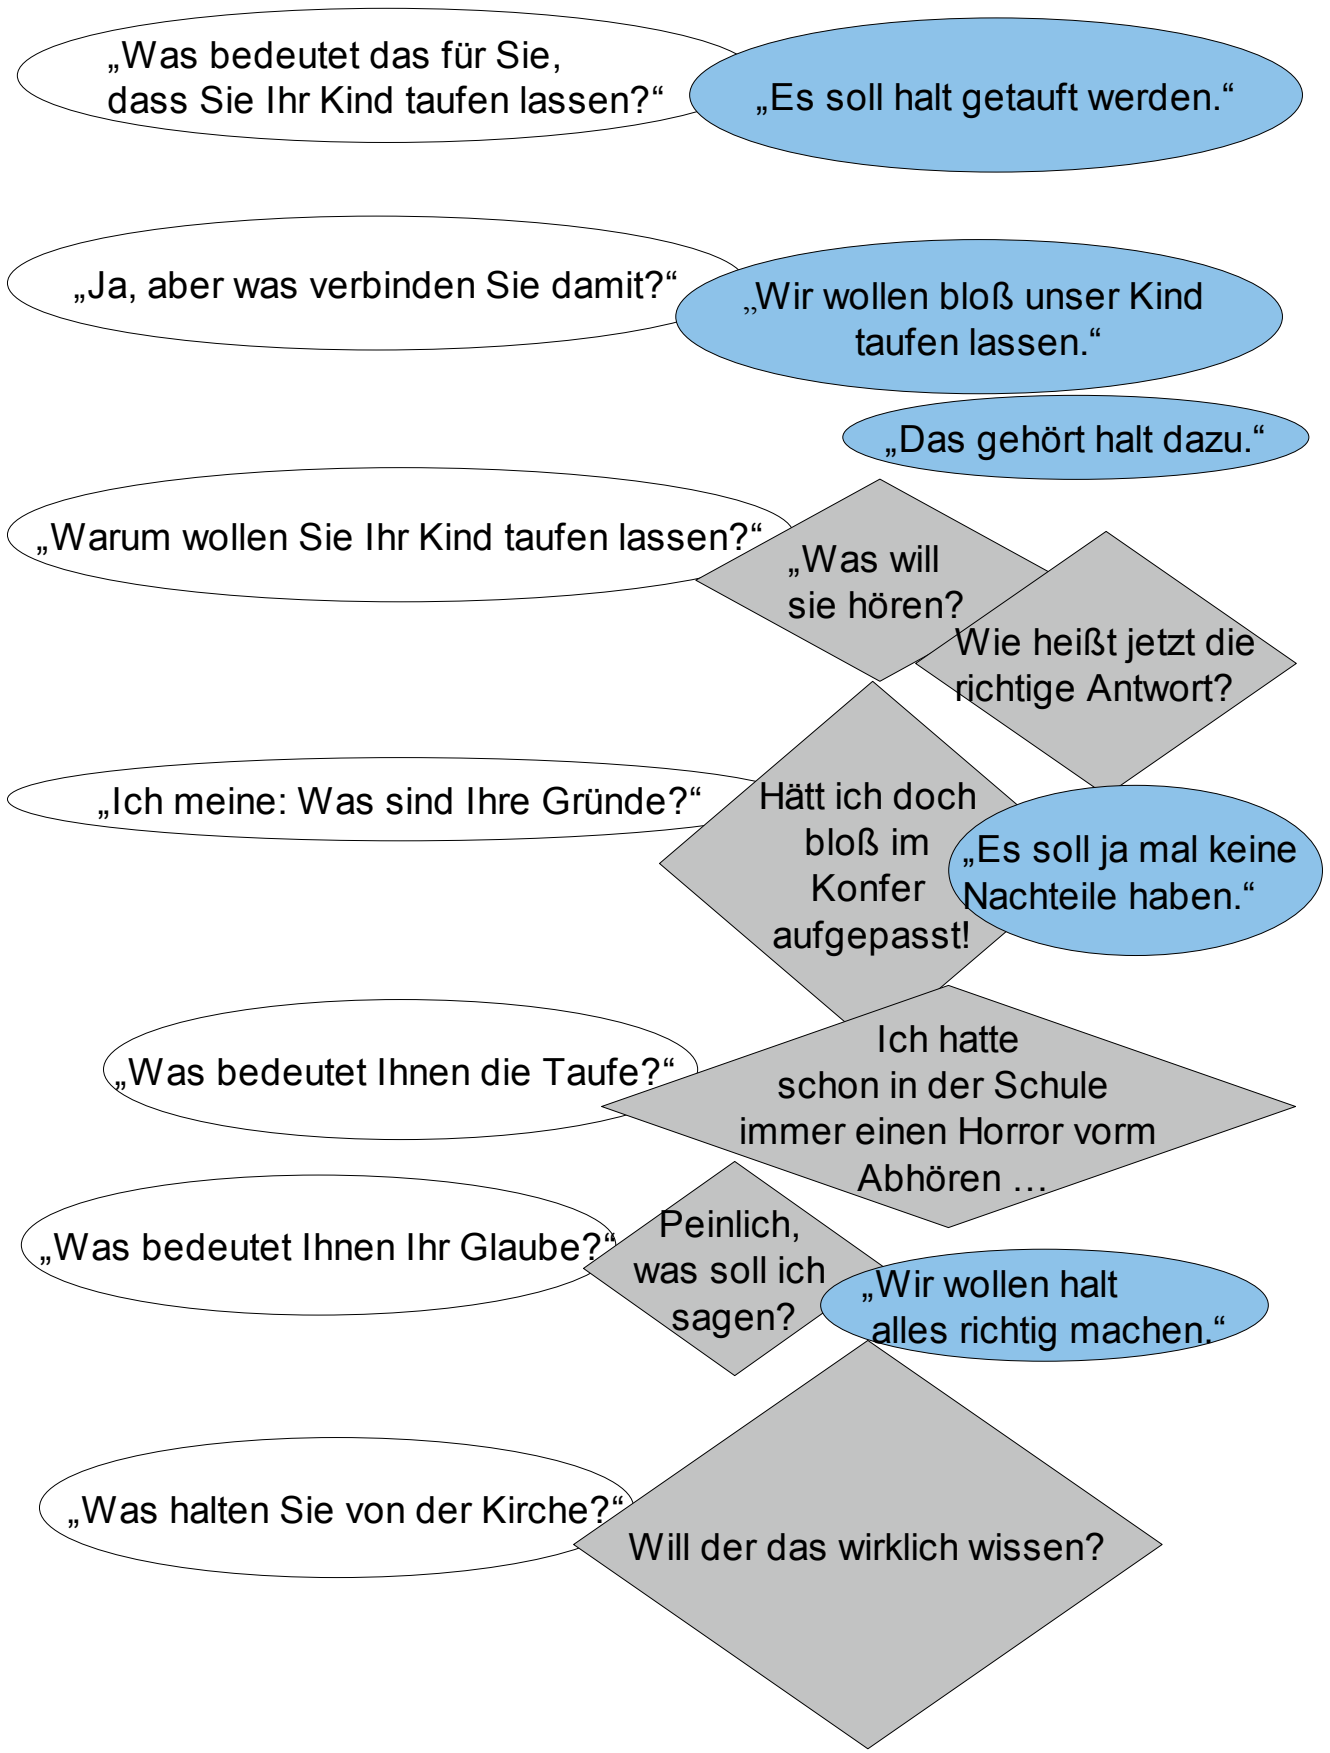 „Was bedeutet das für Sie,
dass Sie Ihr Kind taufen lassen?“
„Es soll halt getauft werden.“
„Ja, aber was verbinden Sie damit?“
„Wir wollen bloß unser Kind
taufen lassen.“
„Das gehört halt dazu.“
„Warum wollen Sie Ihr Kind taufen lassen?“
„Was will
sie hören?
Wie heißt jetzt die
richtige Antwort?
„Ich meine: Was sind Ihre Gründe?“
Hätt ich doch
bloß im
Konfer
aufgepasst!
„Es soll ja mal keine
Nachteile haben.“
„Was bedeutet Ihnen die Taufe?“
Ich hatte
schon in der Schule
immer einen Horror vorm
Abhören …
„Was bedeutet Ihnen Ihr Glaube?“
Peinlich,
was soll ich
sagen?
„Wir wollen halt
alles richtig machen.“
„Was halten Sie von der Kirche?“
Will der das wirklich wissen?